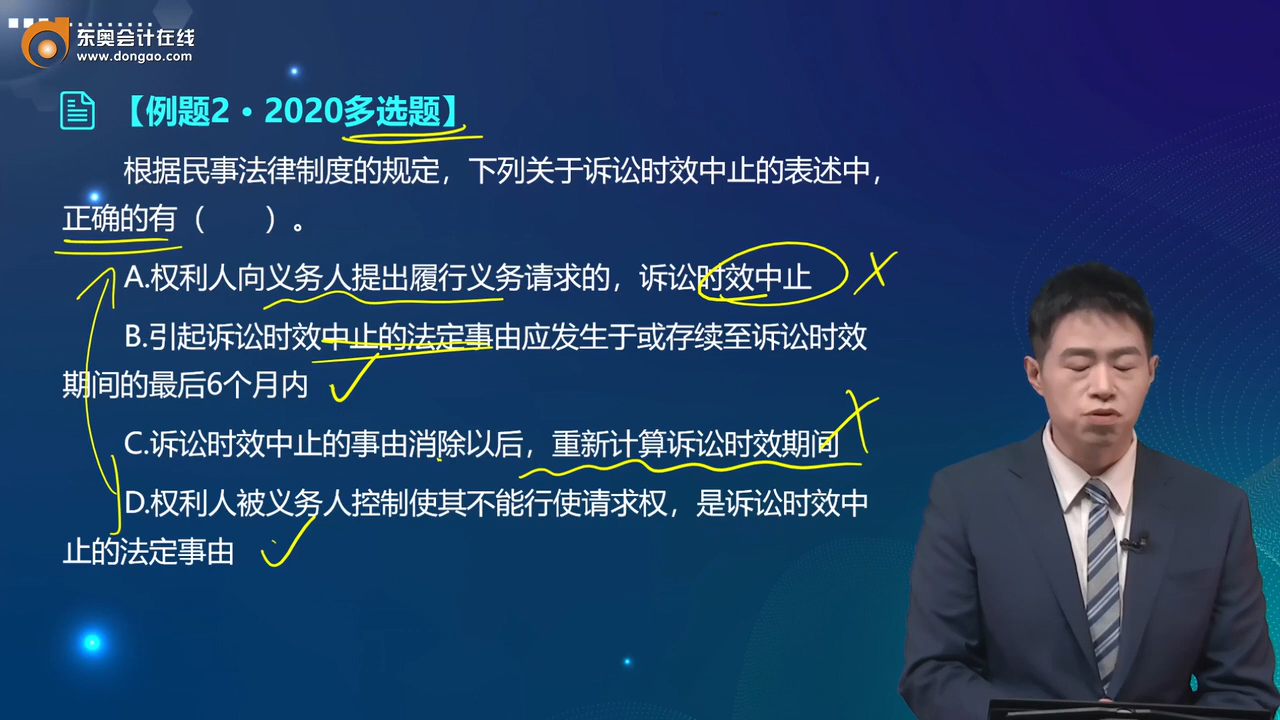 东奥会计在线
www.dongao.com
【例题2·2020多选题】
根据民事法律制度的规定，下列关于诉讼时效中止的表述中，
正确的有（　　）。
A.权利人向义务人提出履行义务请求的，诉讼时效中止
B.引起诉讼时效中止的法定事由应发生于或存续至诉讼时效
期间的最后6个月内
C.诉讼时效中止的事由消除以后，重新计算诉讼时效期间
D.权利人被义务人控制使其不能行使请求权，是诉讼时效中
止的法定事由